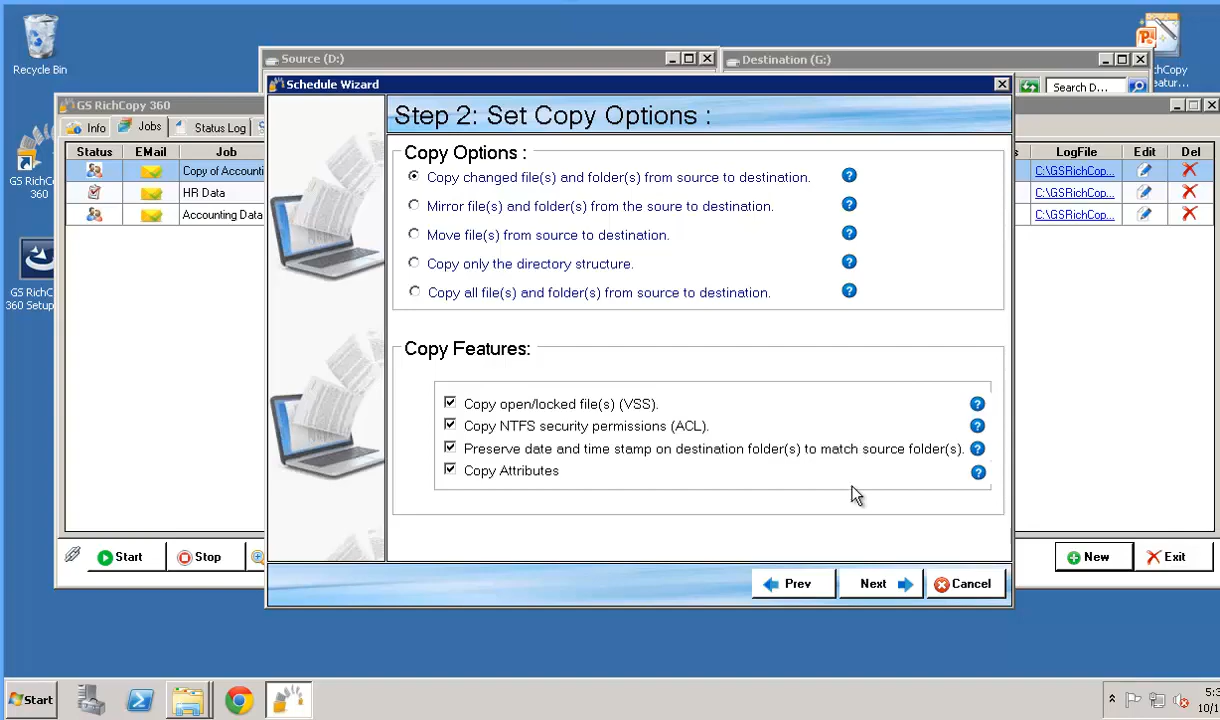 Recycle Bin
GS RichCopy
360
GS RichC
360 Setup
Source (D:)
Destination (G:)
Search D...
GS RichCopy 360
Info
Jobs
Status Log
Status
EMail
Job
LogFile
Edit
Del
Copy of Accounti
C:\GSRichCop...
HR Data
C:\GSRichCop...
Accounting Data
C:\GSRichCop...
Start
Stop
New
Exit
Schedule Wizard
Step 2: Set Copy Options :
Copy Options :
Copy changed file(s) and folder(s) from source to destination.
Mirror file(s) and folder(s) from the soure to destination.
Move file(s) from source to destination.
Copy only the directory structure.
Copy all file(s) and folder(s) from source to destination.
Copy Features:
Copy open/locked file(s) (VSS).
Copy NTFS security permissions (ACL).
Preserve date and time stamp on destination folder(s) to match source folder(s).
Copy Attributes
Prev
Next
Cancel
Start